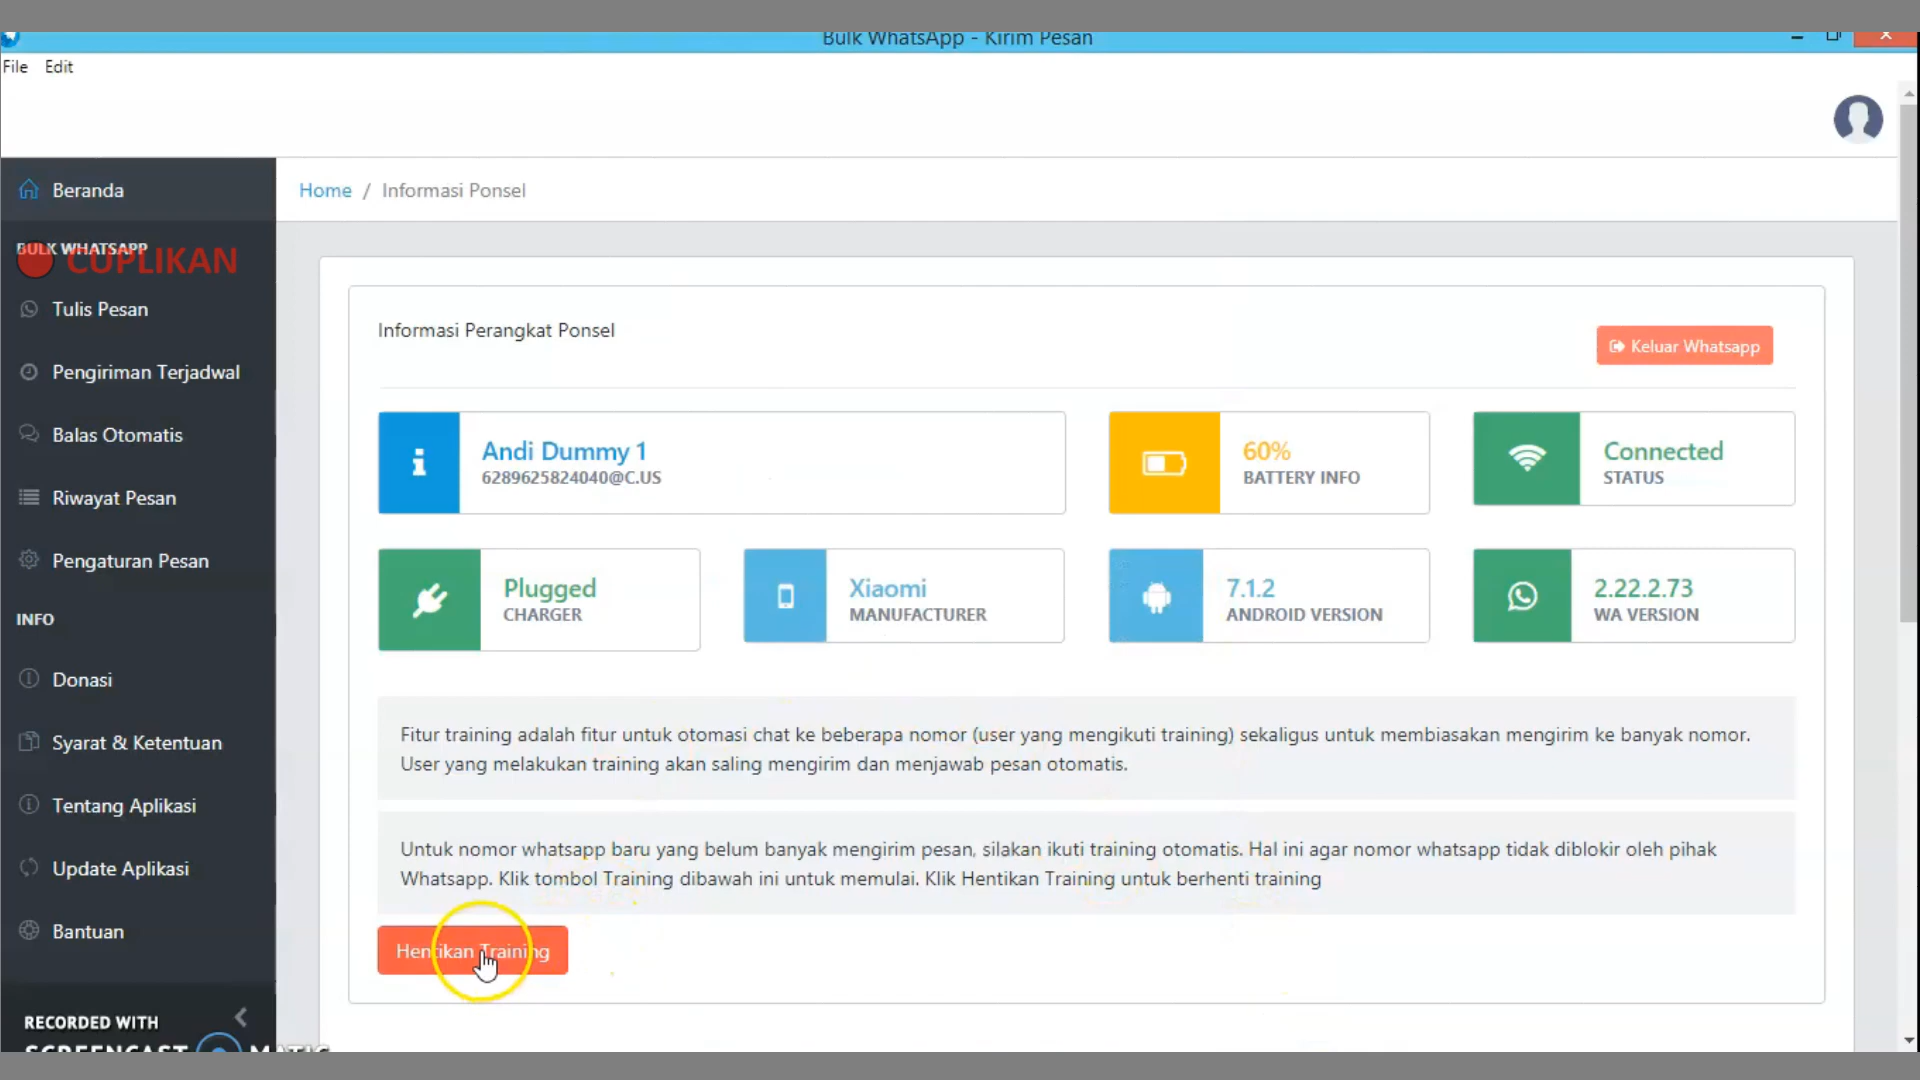 Bulk WhatsApp - Kirim Pesan
File Edit
Beranda
Home / Informasi Ponsel
BULK WHATSAPP
CUPLIKAN
Tulis Pesan
Pengiriman Terjadwal
Balas Otomatis
Riwayat Pesan
Pengaturan Pesan
INFO
Donasi
Syarat & Ketentuan
Tentang Aplikasi
Update Aplikasi
Bantuan
RECORDED WITH
SCREENCAST MATIC
Informasi Perangkat Ponsel
Keluar Whatsapp
Andi Dummy 1
6289625824040@C.US
60%
BATTERY INFO
Connected
STATUS
Plugged
CHARGER
Xiaomi
MANUFACTURER
7.1.2
ANDROID VERSION
2.22.2.73
WA VERSION
Fitur training adalah fitur untuk otomasi chat ke beberapa nomor (user yang mengikuti training) sekaligus untuk membiasakan mengirim ke banyak nomor.
User yang melakukan training akan saling mengirim dan menjawab pesan otomatis.
Untuk nomor whatsapp baru yang belum banyak mengirim pesan, silakan ikuti training otomatis. Hal ini agar nomor whatsapp tidak diblokir oleh pihak
Whatsapp. Klik tombol Training dibawah ini untuk memulai. Klik Hentikan Training untuk berhenti training
Hentikan Training